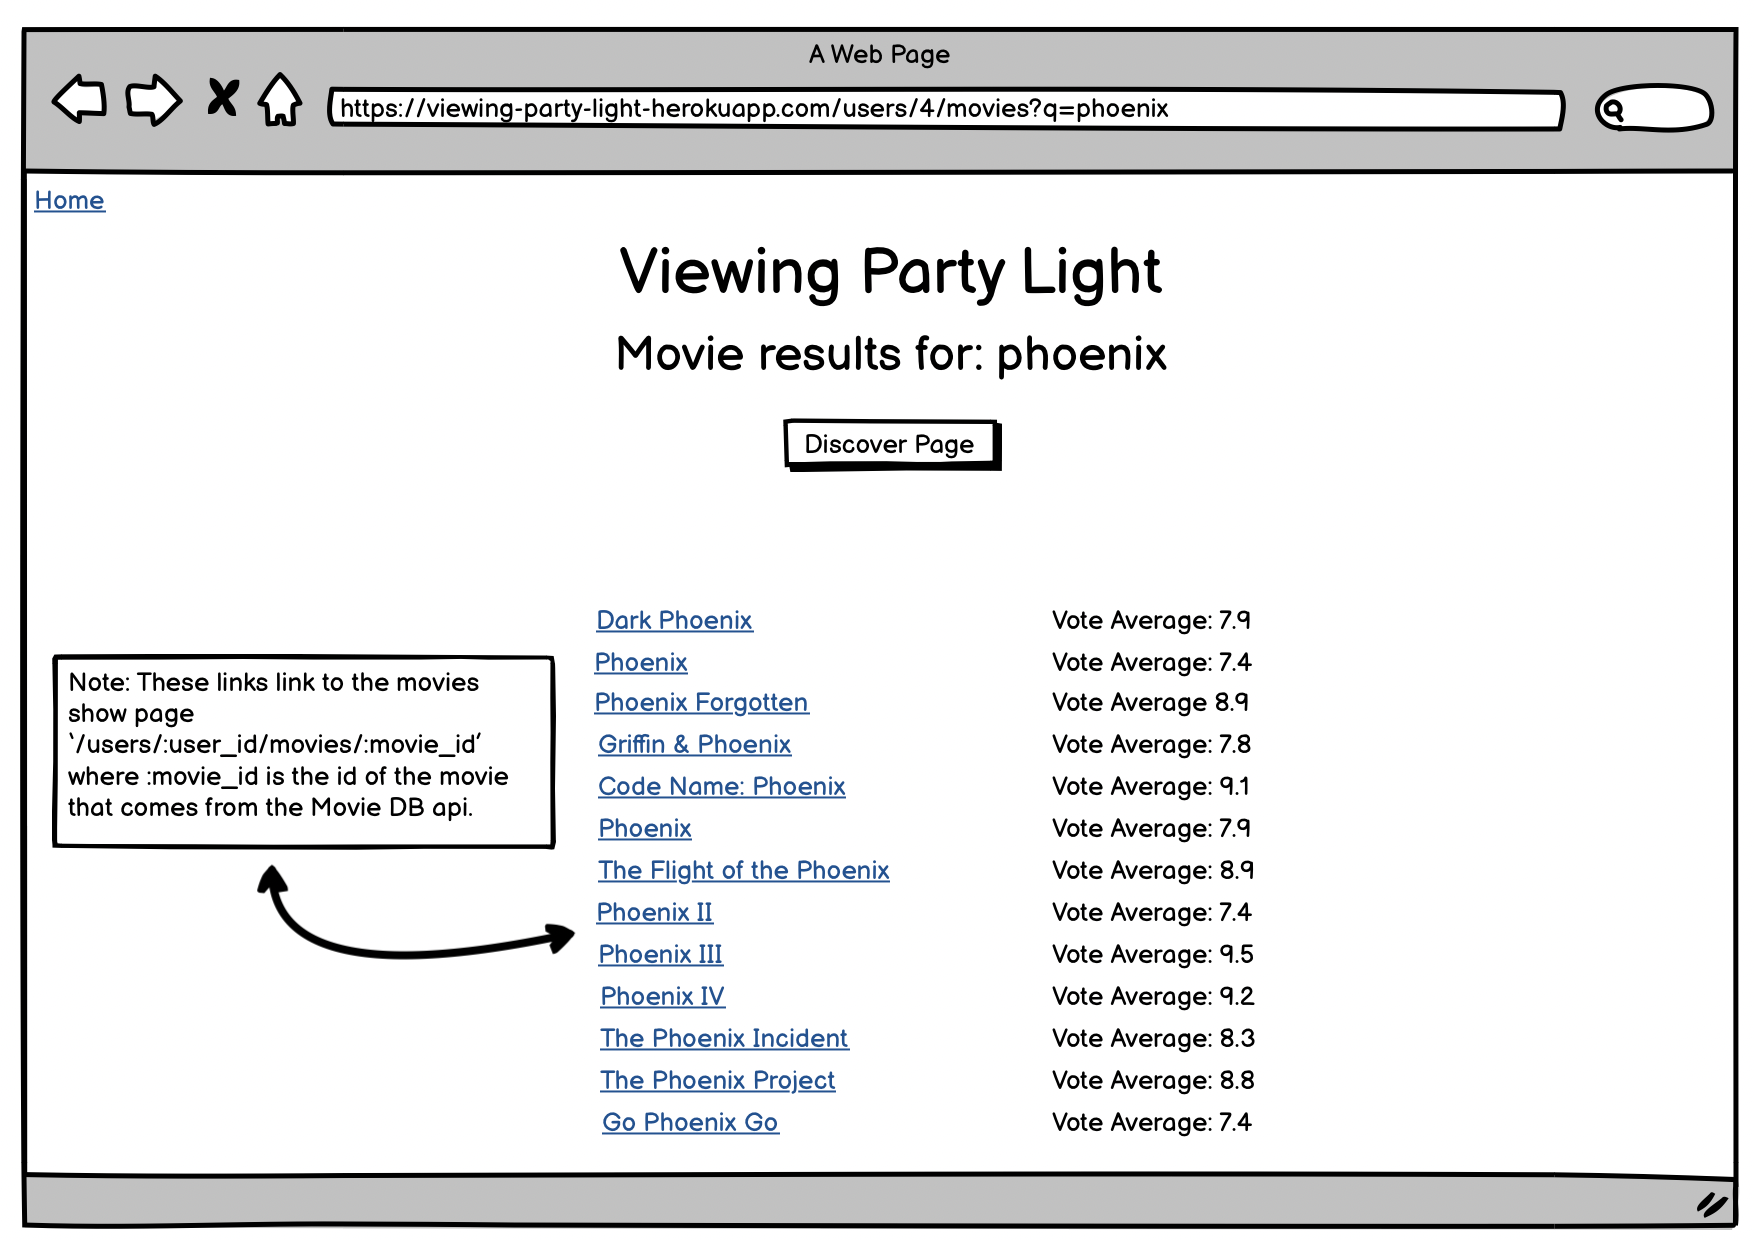 A Web Page
https://viewing-party-light-herokuapp.com/users/4/movies?q=phoenix
Home
Viewing Party Light
Movie results for: phoenix
Discover Page
Dark Phoenix Vote Average: 7.9
Phoenix Vote Average: 7.4
Phoenix Forgotten Vote Average 8.9
Griffin & Phoenix Vote Average: 7.8
Code Name: Phoenix Vote Average: 9.1
Phoenix Vote Average: 7.9
The Flight of the Phoenix Vote Average: 8.9
Phoenix II Vote Average: 7.4
Phoenix III Vote Average: 9.5
Phoenix IV Vote Average: 9.2
The Phoenix Incident Vote Average: 8.3
The Phoenix Project Vote Average: 8.8
Go Phoenix Go Vote Average: 7.4
Note: These links link to the movies
show page
`/users/:user_id/movies/:movie_id’
where :movie_id is the id of the movie
that comes from the Movie DB api.